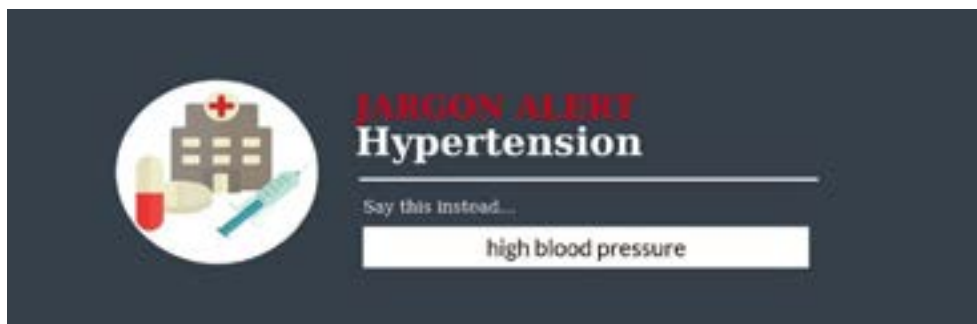 JARGON ALERT
Hypertension
Say this instead...
high blood pressure